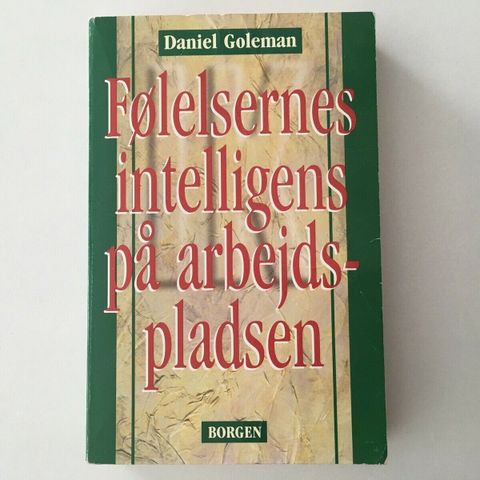 Daniel Goleman
Følelsernes
intelligens
på arbejds-
pladsen
BORGEN